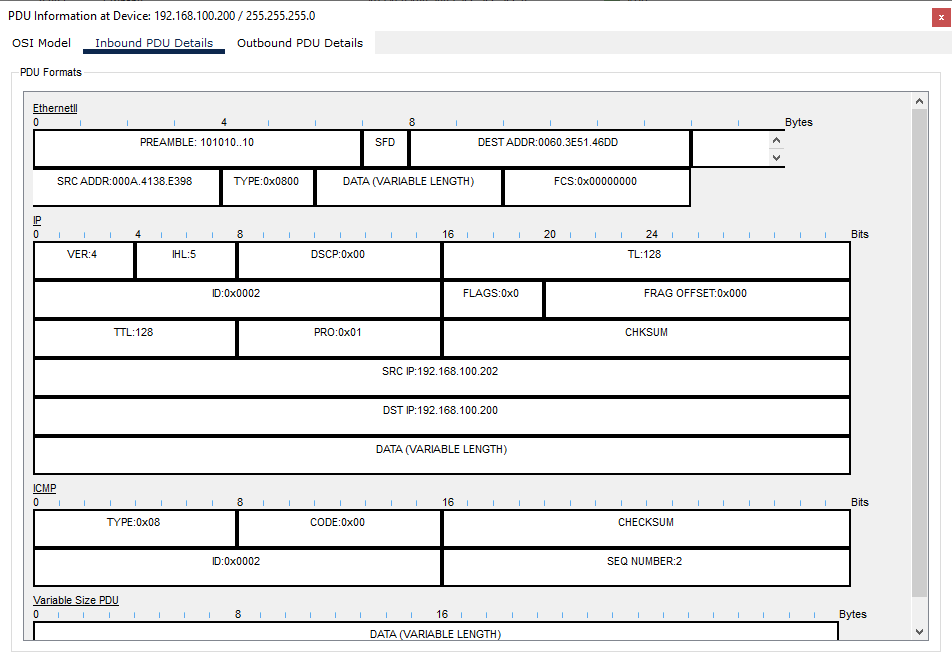 PDU Information at Device: 192.168.100.200 / 255.255.255.0
x
OSI Model Inbound PDU Details Outbound PDU Details
PDU Formats
EthernetII
0 4 8 Bytes
PREAMBLE: 101010..10 SFD DEST ADDR:0060.3E51.46DD
SRC ADDR:000A.4138.E398 TYPE:0x0800 DATA (VARIABLE LENGTH) FCS:0x00000000
IP
0 4 8 16 20 24 Bits
VER:4 IHL:5 DSCP:0x00 TL:128
ID:0x0002 FLAGS:0x0 FRAG OFFSET:0x000
TTL:128 PRO:0x01 CHKSUM
SRC IP:192.168.100.202
DST IP:192.168.100.200
DATA (VARIABLE LENGTH)
ICMP
0 8 16 Bits
TYPE:0x08 CODE:0x00 CHECKSUM
ID:0x0002 SEQ NUMBER:2
Variable Size PDU
0 8 16 Bytes
DATA (VARIABLE LENGTH)